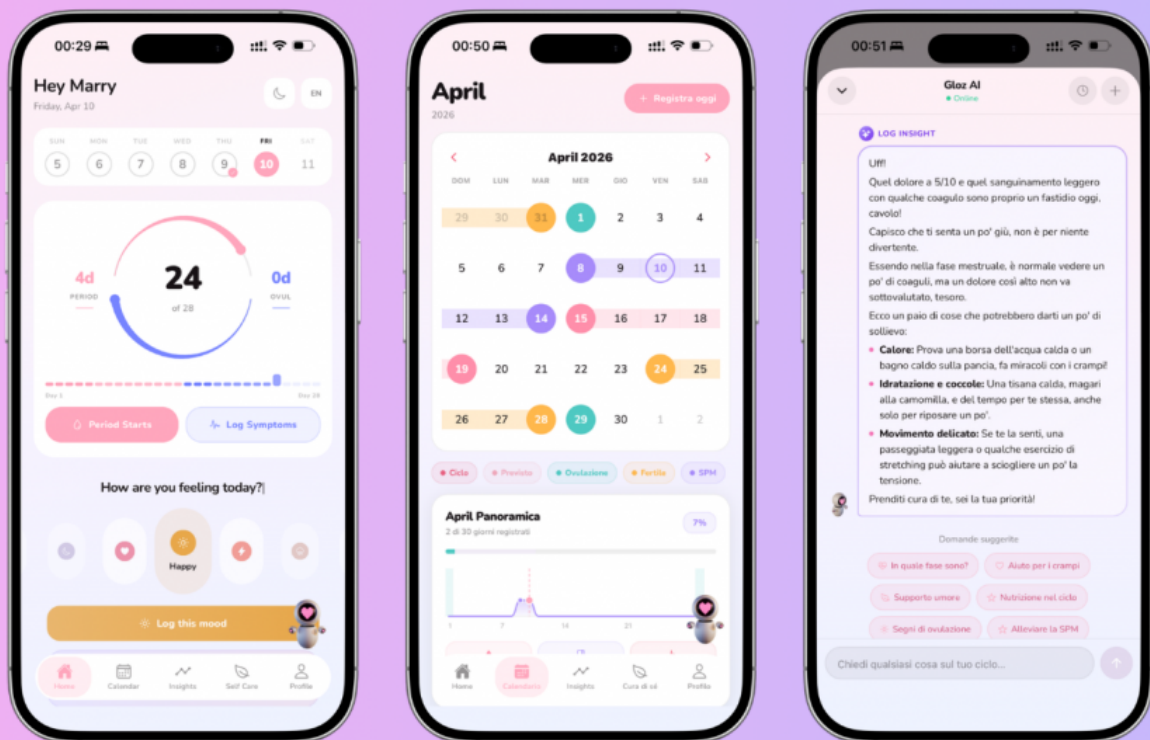 00:29
Hey Marry
Friday, Apr 10
EN
SUN MON TUE WED THU FRI SAT
5 6 7 8 9 10 11
4d
PERIOD
24
of 28
0d
OVUL
Day 1
Day 28
Period Starts
Log Symptoms
How are you feeling today?
Happy
Log this mood
Home
Calendar
Insights
Self Care
Profile
00:50
April
2026
+ Registra oggi
April 2026
DOM LUN MAR MER GIO VEN SAB
29 30 31 1 2 3 4
5 6 7 8 9 10 11
12 13 14 15 16 17 18
19 20 21 22 23 24 25
26 27 28 29 30 1 2
Ciclo
Previsto
Ovulazione
Fertile
SPM
April Panoramica
2 di 30 giorni registrati
7%
1 7 14 21
Home
Calendario
Insights
Cura di sé
Profilo
00:51
Gloz AI
Online
LOG INSIGHT
Uff!
Quel dolore a 5/10 e quel sanguinamento leggero
con qualche coagulo sono proprio un fastidio oggi,
cavolo!
Capisco che ti senta un po' giù, non è per niente
divertente.
Essendo nella fase mestruale, è normale vedere un
po' di coaguli, ma un dolore così alto non va
sottovalutato, tesoro.
Ecco un paio di cose che potrebbero darti un po' di
sollievo:
• Calore: Prova una borsa dell'acqua calda o un
bagno caldo sulla pancia, fa miracoli con i crampi!
• Idratazione e coccole: Una tisana calda, magari
alla camomilla, e del tempo per te stessa, anche
solo per riposare un po'.
• Movimento delicato: Se te la senti, una
passeggiata leggera o qualche esercizio di
stretching può aiutare a sciogliere un po' la
tensione.
Prenditi cura di te, sei la tua priorità!
Domande suggerite
In quale fase sono?
Aiuto per i crampi
Supporto umore
Nutrizione nel ciclo
Segni di ovulazione
Alleviare la SPM
Chiedi qualsiasi cosa sul tuo ciclo...